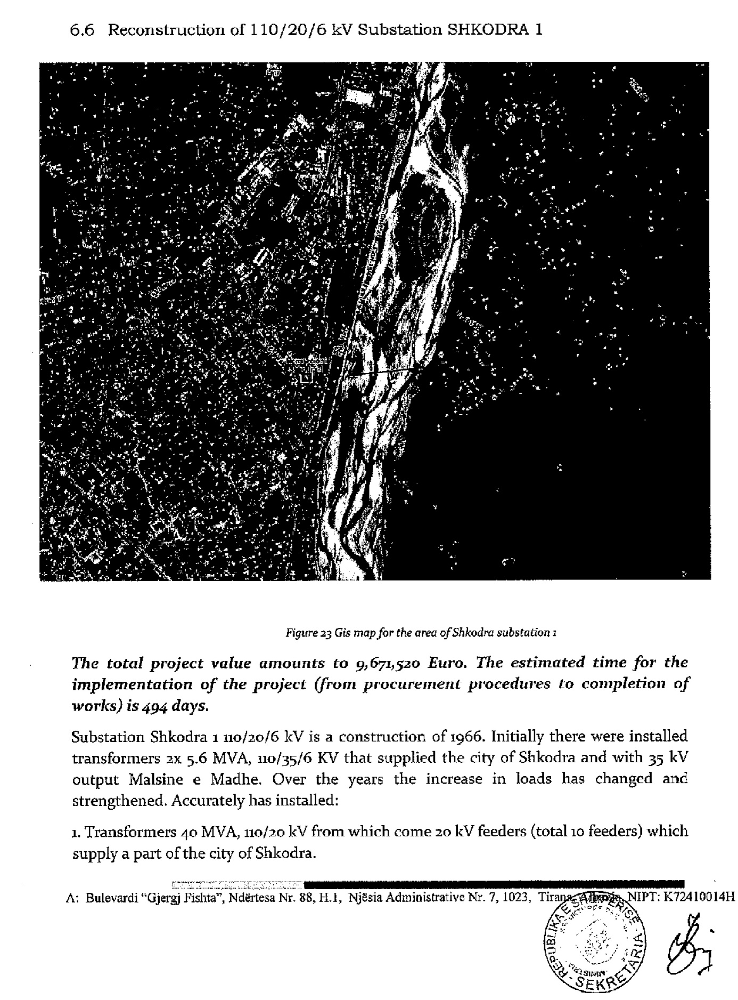 6.6 Reconstruction of 110/20/6 kV Substation SHKODRA 1
Figure 23 Gis map for the area of Shkodra substation 1
The total project value amounts to 9,671,520 Euro. The estimated time for the
implementation of the project (from procurement procedures to completion of
works) is 494 days.
Substation Shkodra 1 110/20/6 kV is a construction of 1966. Initially there were installed
transformers 2x 5.6 MVA, 110/35/6 KV that supplied the city of Shkodra and with 35 kV
output Malsine e Madhe. Over the years the increase in loads has changed and
strengthened. Accurately has installed:
1. Transformers 40 MVA, 110/20 kV from which come 20 kV feeders (total 10 feeders) which
supply a part of the city of Shkodra.
A: Bulevardi “Gjergj Fishta”, Ndërtesa Nr. 88, H.1, Njësia Administrative Nr. 7, 1023, Tirana, Albania, NIPT: K72410014H
REPUBLIKA E SHQIPËRISË - SEKRETARIA